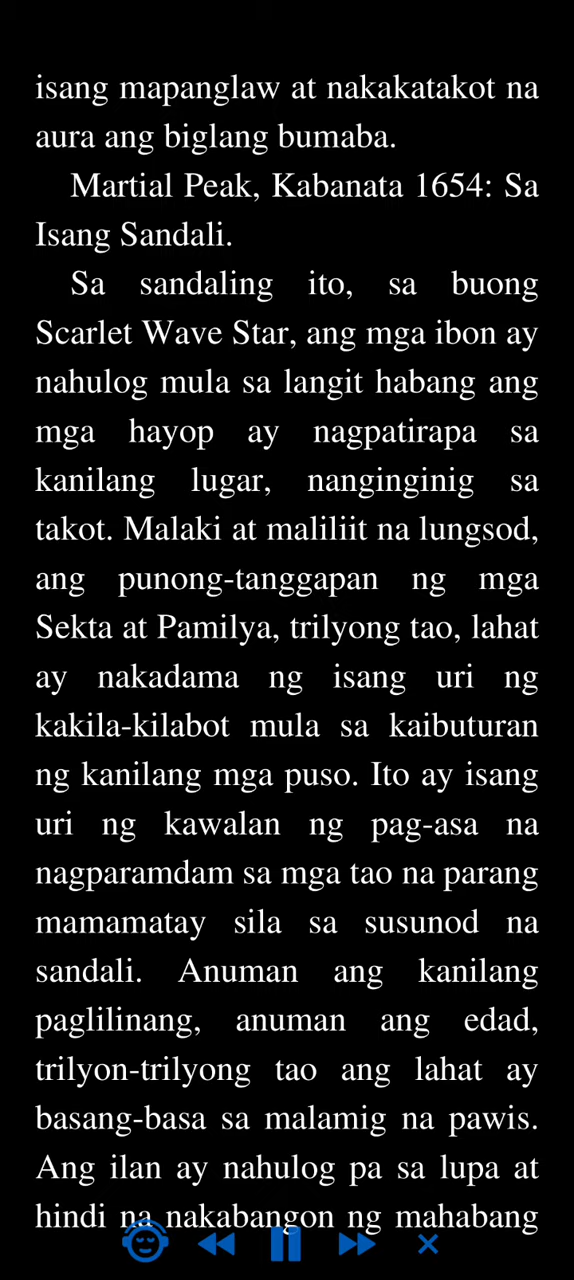 isang mapanglaw at nakakatakot na
aura ang biglang bumaba.
Martial Peak, Kabanata 1654: Sa
Isang Sandali.
Sa sandaling ito, sa buong
Scarlet Wave Star, ang mga ibon ay
nahulog mula sa langit habang ang
mga hayop ay nagpatirapa sa
kanilang lugar, nanginginig sa
takot. Malaki at maliliit na lungsod,
ang punong-tanggapan ng mga
Sekta at Pamilya, trilyong tao, lahat
ay nakadama ng isang uri ng
kakila-kilabot mula sa kaibuturan
ng kanilang mga puso. Ito ay isang
uri ng kawalan ng pag-asa na
nagparamdam sa mga tao na parang
mamamatay sila sa susunod na
sandali. Anuman ang kanilang
paglilinang, anuman ang edad,
trilyon-trilyong tao ang lahat ay
basang-basa sa malamig na pawis.
Ang ilan ay nahulog pa sa lupa at
hindi na nakabangon ng mahabang